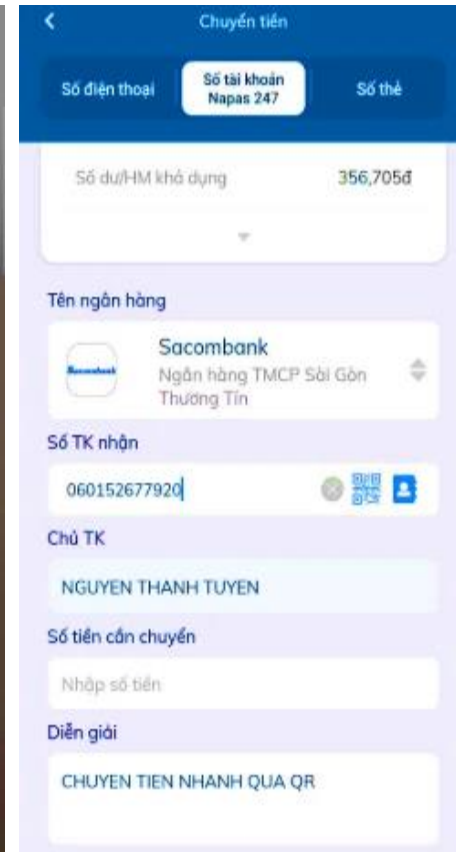 Chuyển tiền
Số điện thoại
Số tài khoản
Napas 247
Số thẻ
Số dư/HM khả dụng
356,705đ
Tên ngân hàng
Sacombank
Sacombank
Ngân hàng TMCP Sài Gòn
Thương Tín
Số TK nhận
060152677920
Chủ TK
NGUYEN THANH TUYEN
Số tiền cần chuyển
Nhập số tiền
Diễn giải
CHUYEN TIEN NHANH QUA QR